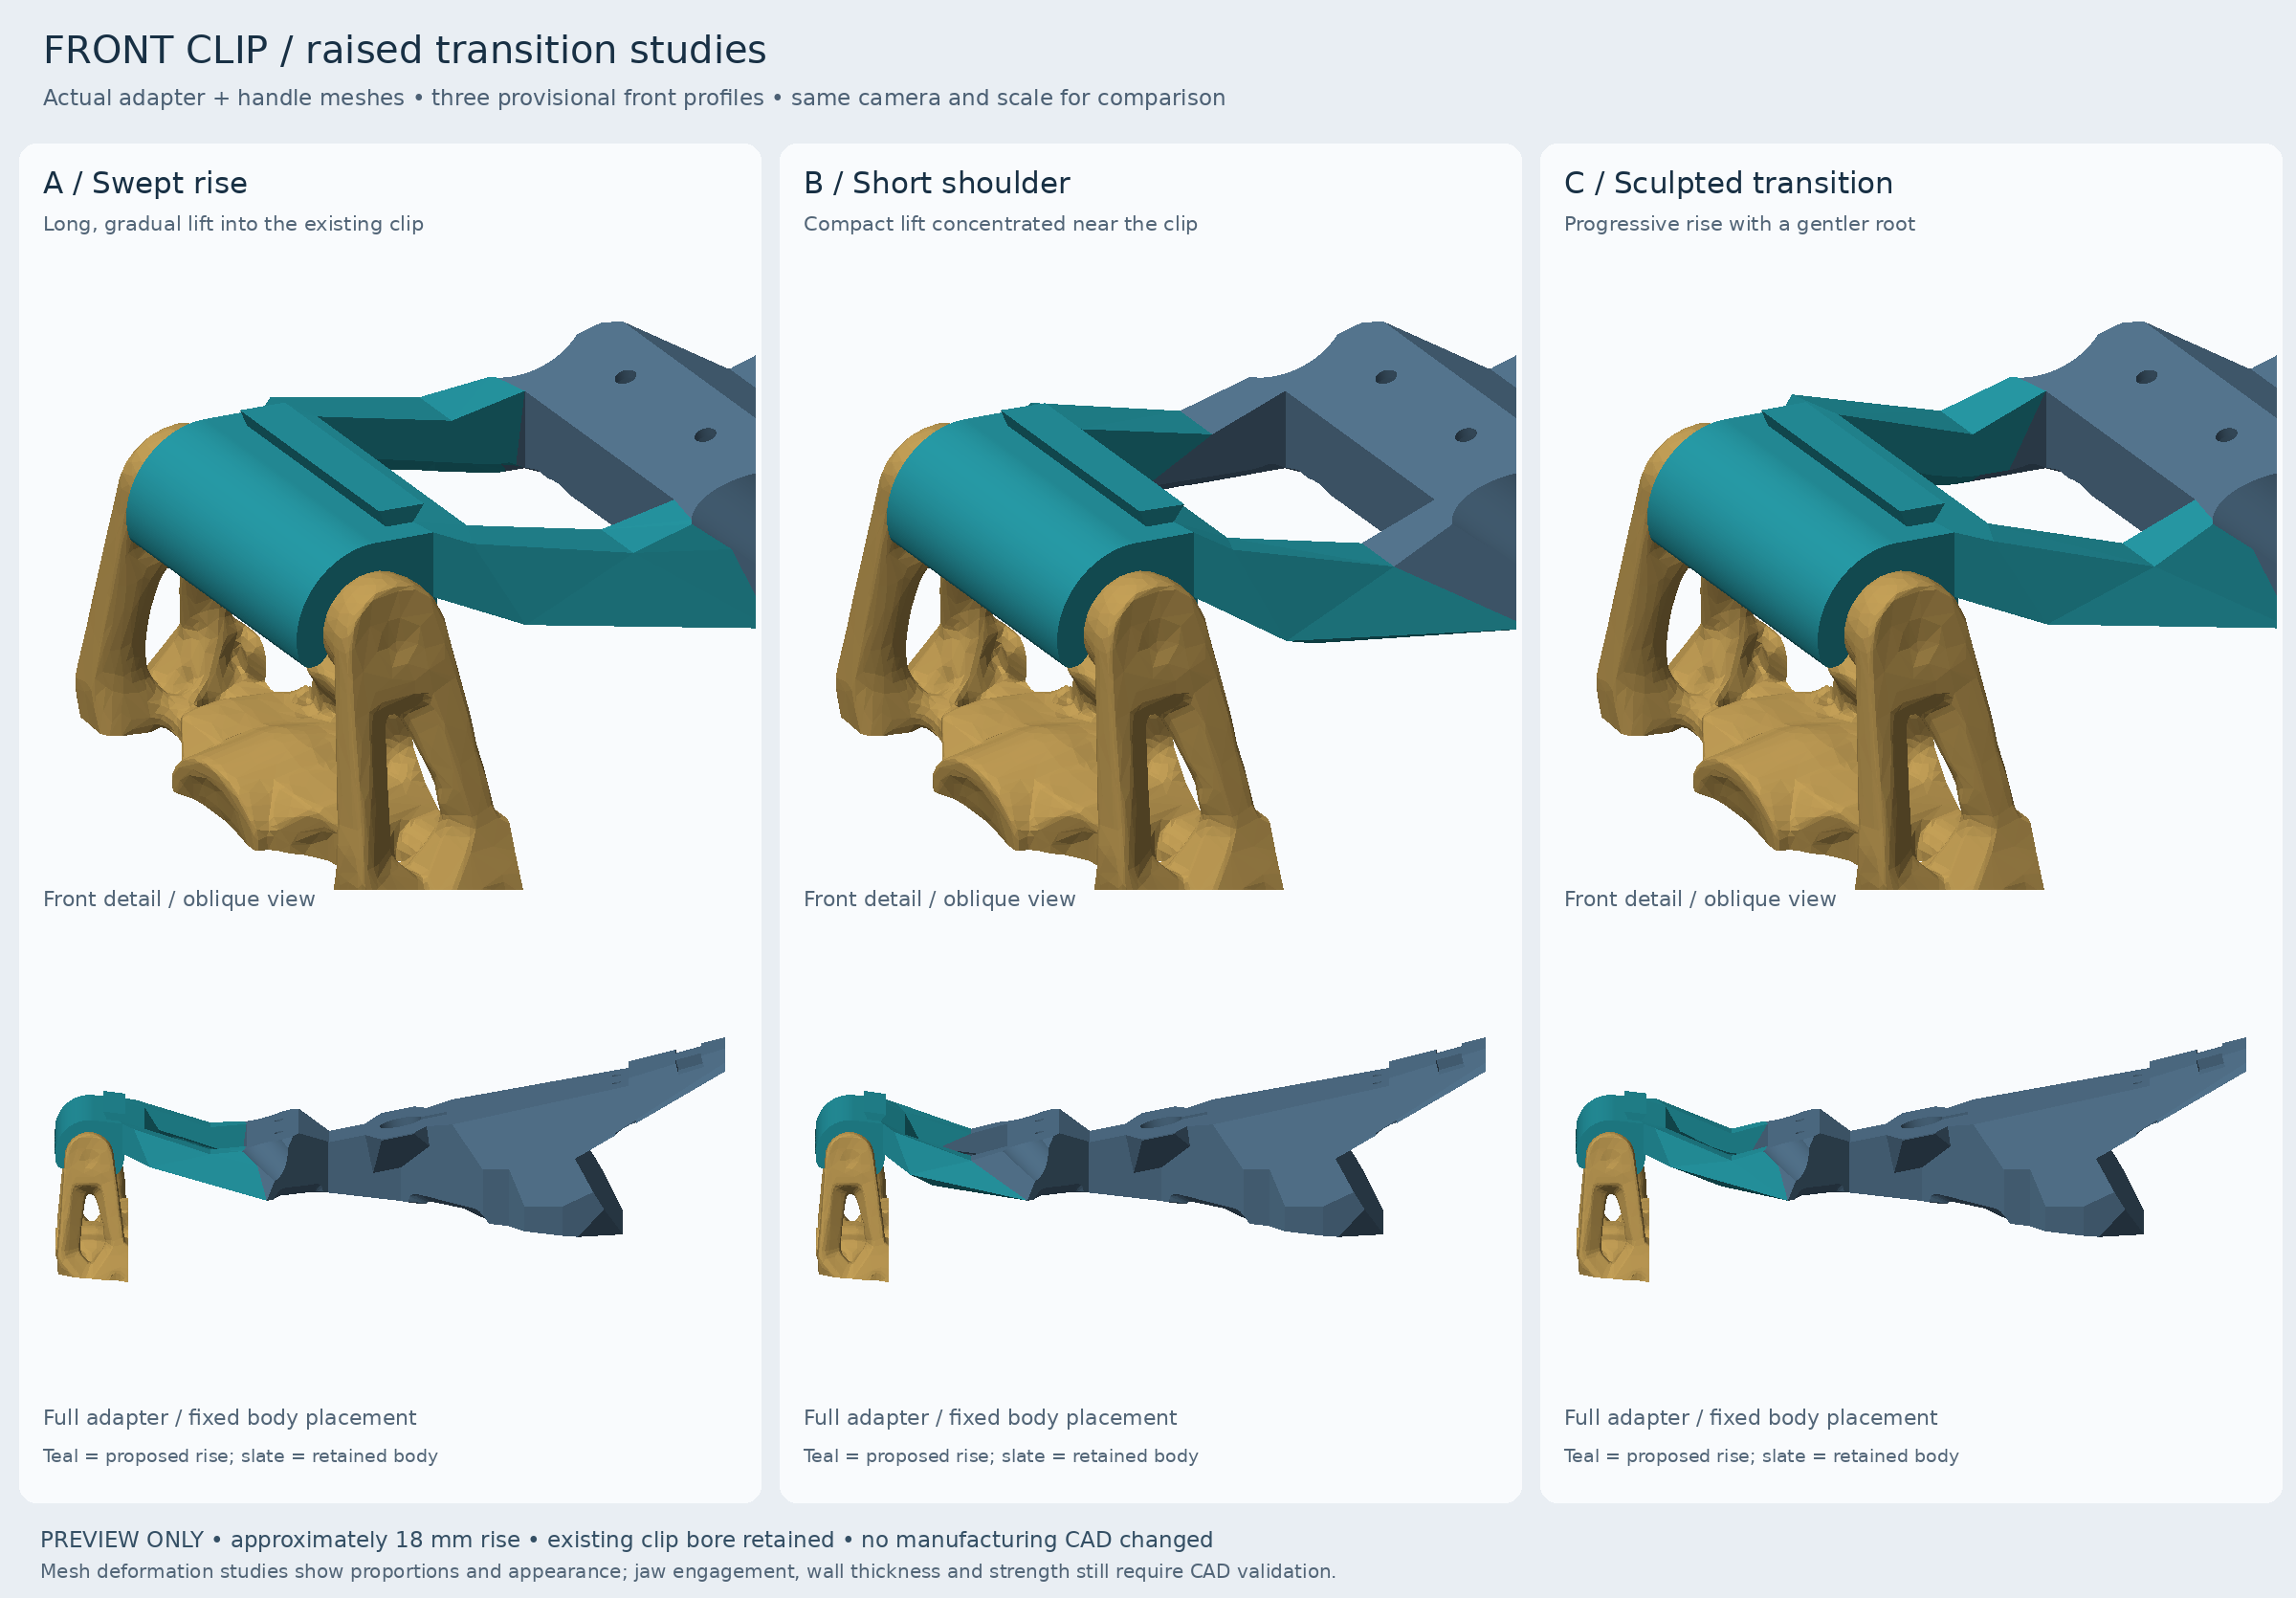 FRONT CLIP / raised transition studies
Actual adapter + handle meshes • three provisional front profiles • same camera and scale for comparison
A / Swept rise
Long, gradual lift into the existing clip
Front detail / oblique view
Full adapter / fixed body placement
Teal = proposed rise; slate = retained body
B / Short shoulder
Compact lift concentrated near the clip
Front detail / oblique view
Full adapter / fixed body placement
Teal = proposed rise; slate = retained body
C / Sculpted transition
Progressive rise with a gentler root
Front detail / oblique view
Full adapter / fixed body placement
Teal = proposed rise; slate = retained body
PREVIEW ONLY • approximately 18 mm rise • existing clip bore retained • no manufacturing CAD changed
Mesh deformation studies show proportions and appearance; jaw engagement, wall thickness and strength still require CAD validation.